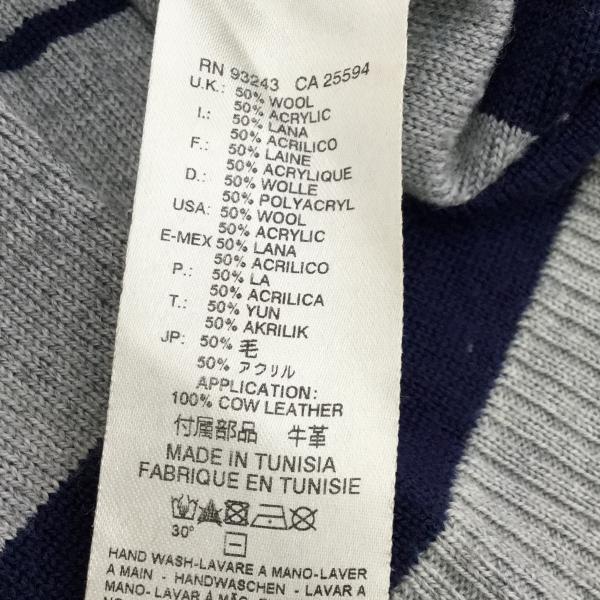 RN 93243 CA 25594
U.K.: 50% WOOL
50% ACRYLIC
I.: 50% LANA
50% ACRILICO
F.: 50% LAINE
50% ACRYLIQUE
D.: 50% WOLLE
50% POLYACRYL
USA: 50% WOOL
50% ACRYLIC
E-MEX 50% LANA
50% ACRILICO
P.: 50% LA
50% ACRILICA
T.: 50% YUN
50% AKRILIK
JP: 50% 毛
50% アクリル
APPLICATION:
100% COW LEATHER
付属部品 牛革
MADE IN TUNISIA
FABRIQUE EN TUNISIE
30°
HAND WASH-LAVARE A MANO-LAVER
A MAIN - HANDWASCHEN - LAVAR A
MANO-LAVAR A MÃO-